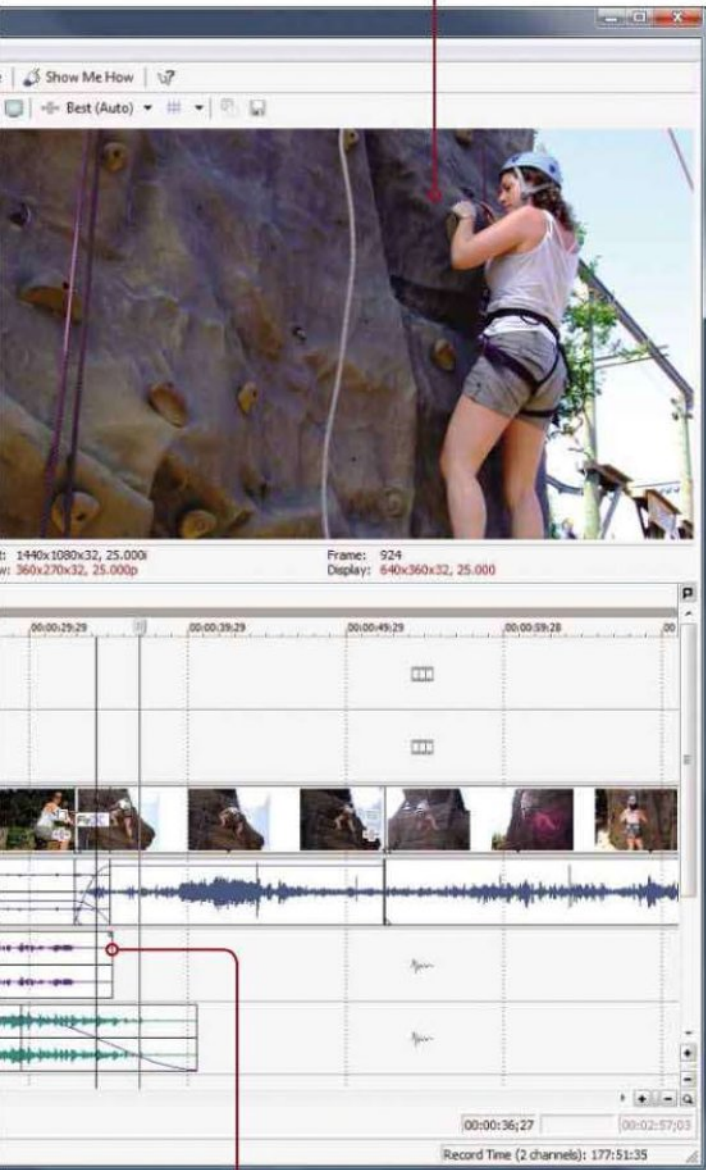 Show Me How
Best (Auto)
1440x1080x32, 25.000i
360x270x32, 25.000p
Frame: 924
Display: 640x360x32, 25.000
00:00:29;29 00:00:39;29 00:00:49;29 00:00:59;28 00
00:00:36;27 00:02:57;03
Record Time (2 channels): 177:51:35